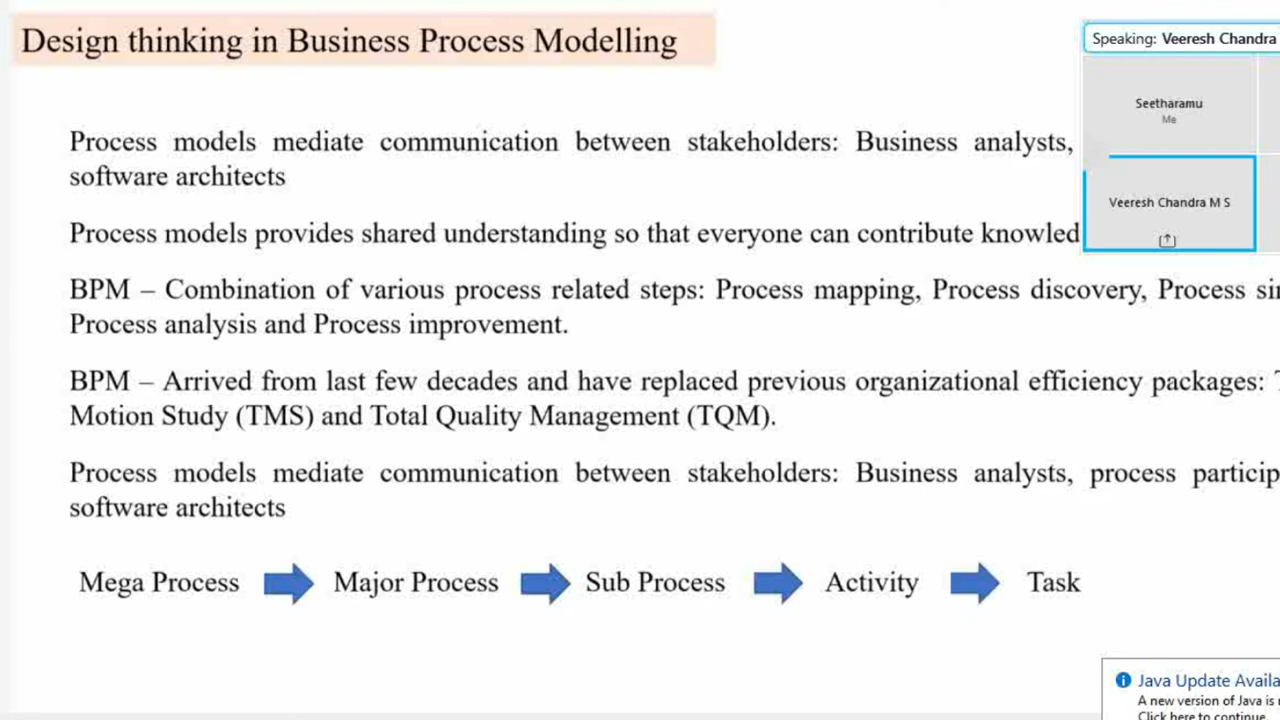 Design thinking in Business Process Modelling
Speaking: Veeresh Chandra
Seetharamu
Me
Veeresh Chandra M S
Process models mediate communication between stakeholders: Business analysts,
software architects
Process models provides shared understanding so that everyone can contribute
BPM – Combination of various process related steps: Process mapping, Process discovery, Process
Process analysis and Process improvement.
BPM – Arrived from last few decades and have replaced previous organizational efficiency packages:
Motion Study (TMS) and Total Quality Management (TQM).
Process models mediate communication between stakeholders: Business analysts, process
software architects
Mega Process Major Process Sub Process Activity Task
Java Update
A new version of Java is
Click here to continue.